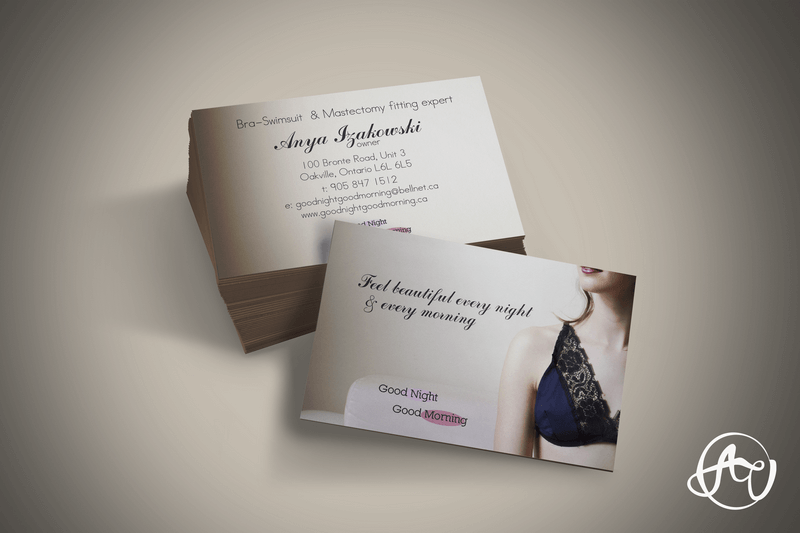 Bra-Swimsuit & Mastectomy fitting expert
Anya Izakowski
owner
100 Bronte Road, Unit 3
Oakville, Ontario L6L 6L5
t: 905 847 1512
e: goodnightgoodmorning@bellnet.ca
www.goodnightgoodmorning.ca
Night
Feel beautiful every night
& every morning
Good Night
Good Morning